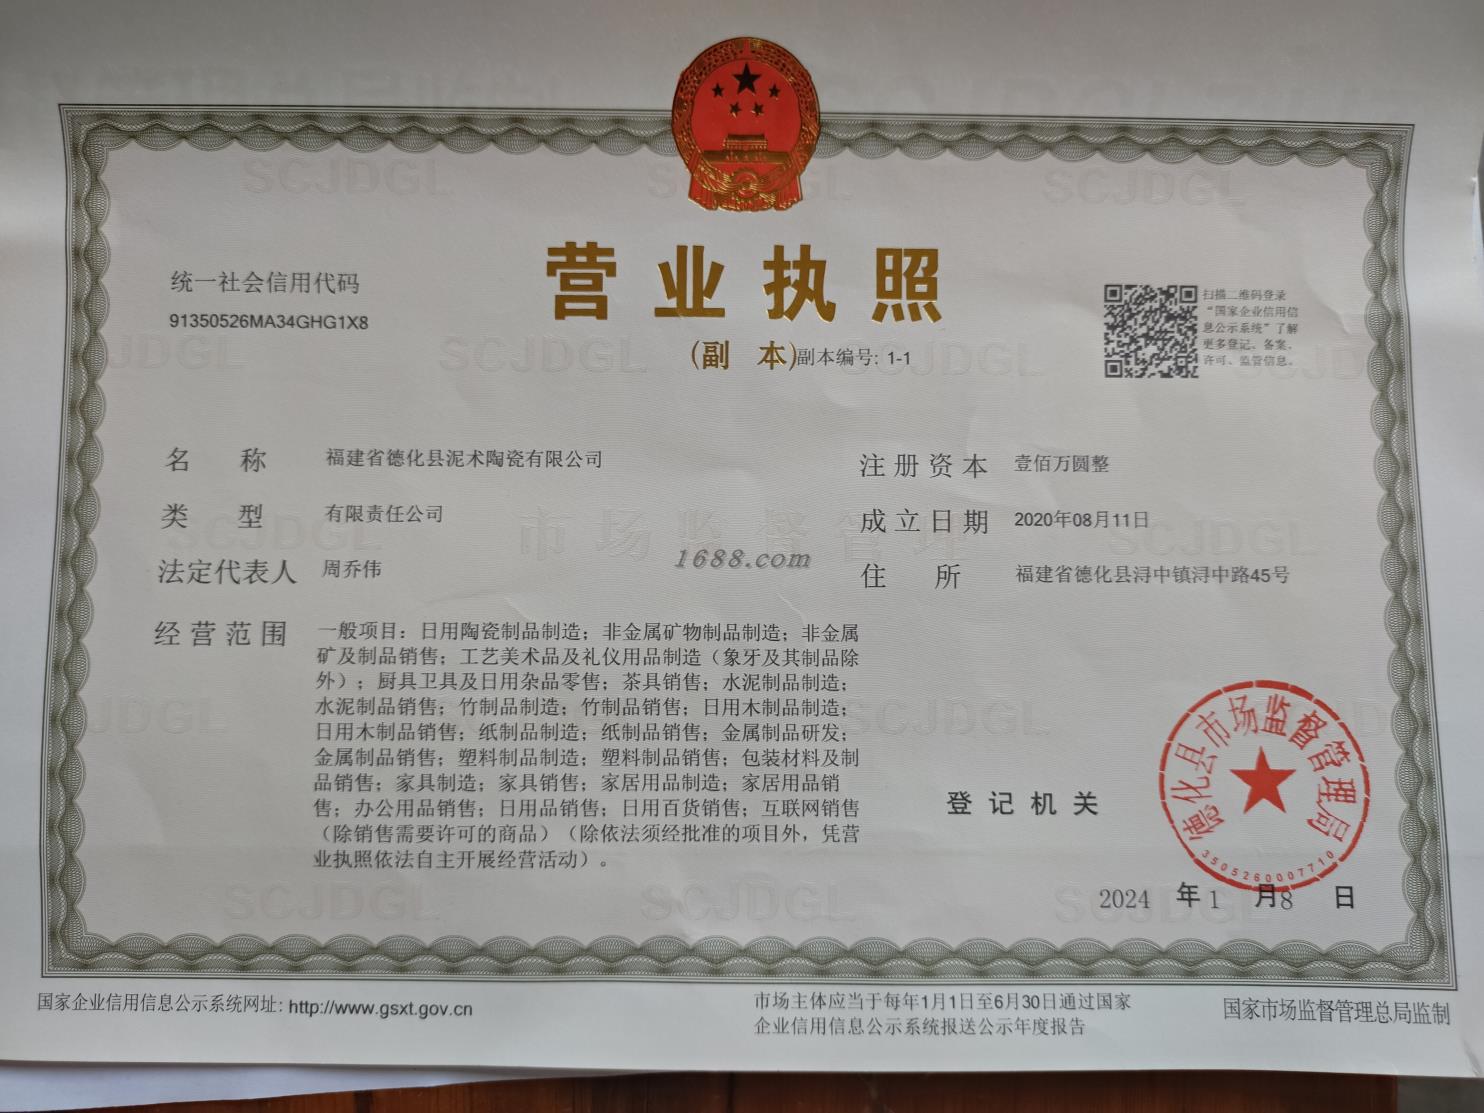 营业执照
(副 本)副本编号: 1-1
统一社会信用代码
91350526MA34GHG1X8
扫描二维码登录
“国家企业信用信
息公示系统”了解
更多登记、备案、
许可、监管信息。
名 称 福建省德化县泥术陶瓷有限公司
类 型 有限责任公司
法定代表人 周乔伟
经营范围 一般项目：日用陶瓷制品制造；非金属矿物制品制造；非金属
矿及制品销售；工艺美术品及礼仪用品制造（象牙及其制品除
外）；厨具卫具及日用杂品零售；茶具销售；水泥制品制造；
水泥制品销售；竹制品制造；竹制品销售；日用木制品制造；
日用木制品销售；纸制品制造；纸制品销售；金属制品研发；
金属制品销售；塑料制品制造；塑料制品销售；包装材料及制
品销售；家具制造；家具销售；家居用品制造；家居用品销
售；办公用品销售；日用品销售；日用百货销售；互联网销售
（除销售需要许可的商品）（除依法须经批准的项目外，凭营
业执照依法自主开展经营活动）。
注册资本 壹佰万圆整
成立日期 2020年08月11日
住 所 福建省德化县浔中镇浔中路45号
市场监督管理
1688.com
SCJDGL
登记机关
德化县市场监督管理局
3505260007710
2024 年 1 月 8 日
国家企业信用信息公示系统网址: http://www.gsxt.gov.cn
市场主体应当于每年1月1日至6月30日通过国家
企业信用信息公示系统报送公示年度报告
国家市场监督管理总局监制